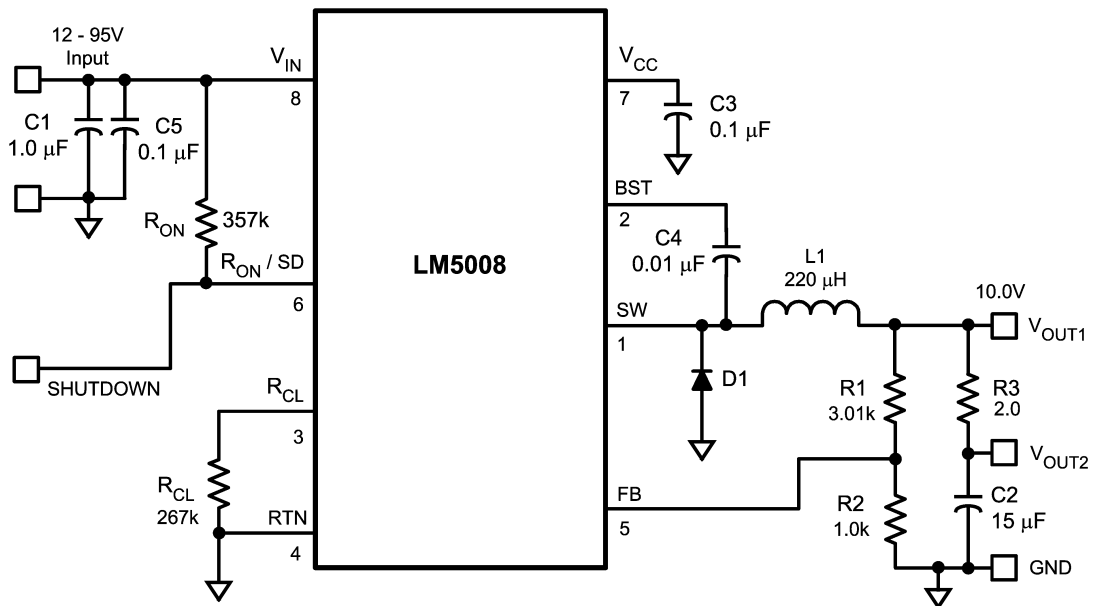 12 - 95V
Input
V_IN
8
C1
1.0 μF
C5
0.1 μF
R_ON
357k
R_ON / SD
6
SHUTDOWN
R_CL
3
R_CL
267k
RTN
4
LM5008
V_CC
7
C3
0.1 μF
BST
2
C4
0.01 μF
L1
220 μH
SW
1
D1
10.0V
V_OUT1
R1
3.01k
R3
2.0
V_OUT2
FB
5
R2
1.0k
C2
15 μF
GND